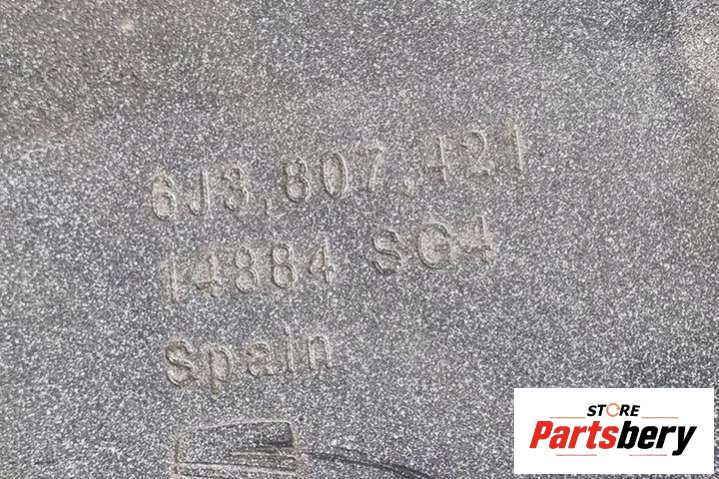 6J3.807.421
14884 SG4
Spain
STORE
Partsbery